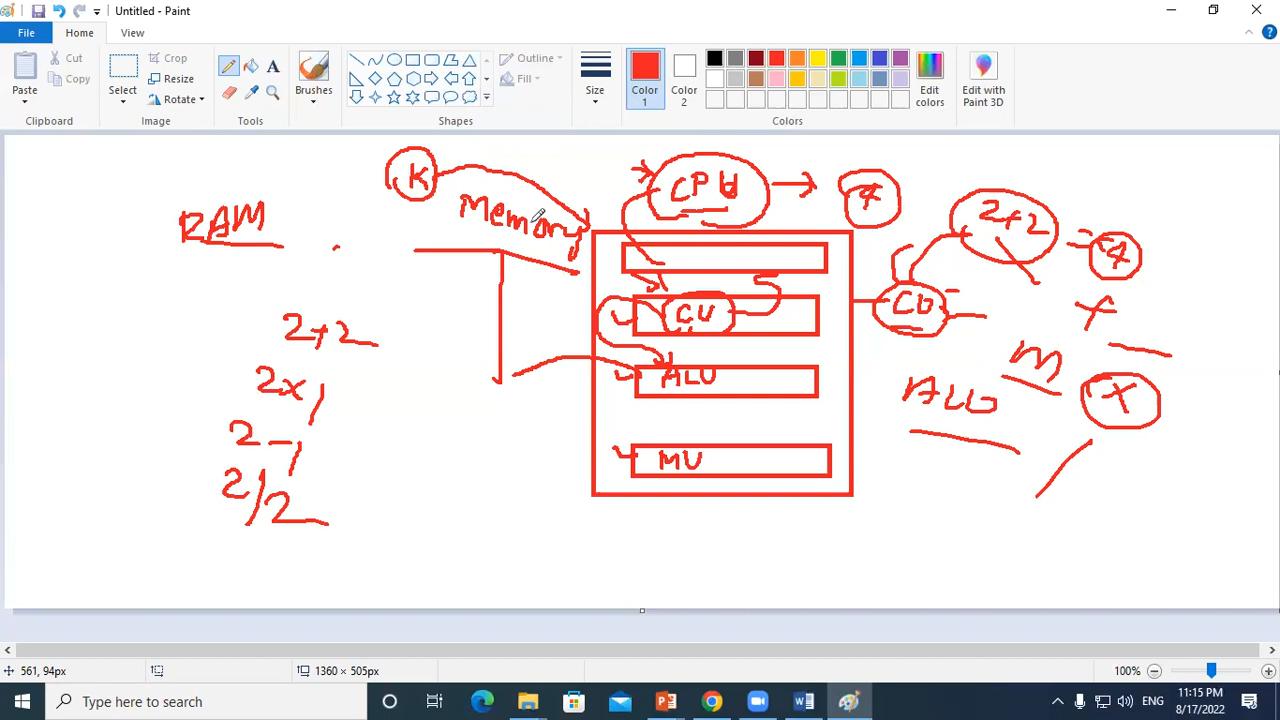 Untitled - Paint
File
Home
View
Paste
Cut
Copy
Clipboard
Select
Crop
Resize
Rotate
Image
Tools
Brushes
Shapes
Outline
Fill
Size
Color 1
Color 2
Colors
Edit colors
Edit with Paint 3D
K
CPU
4
Memory
RAM
2+2
4
CU
CU
2+2
2x
2-
2/2
ALU
MU
M
ALU
+
X
561, 94px
1360 × 505px
100%
Type here to search
ENG
11:15 PM
8/17/2022